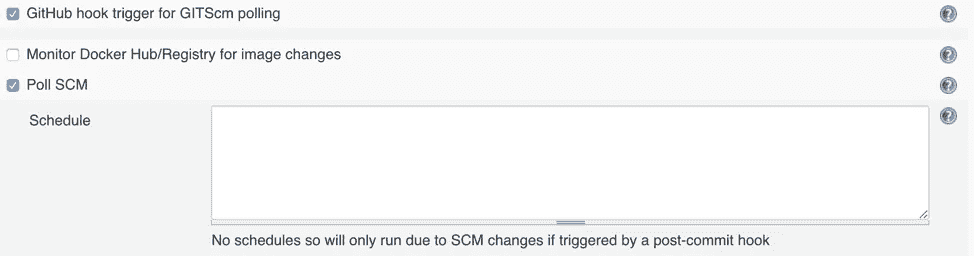 GitHub hook trigger for GITScm polling
Monitor Docker Hub/Registry for image changes
Poll SCM
Schedule
No schedules so will only run due to SCM changes if triggered by a post-commit hook